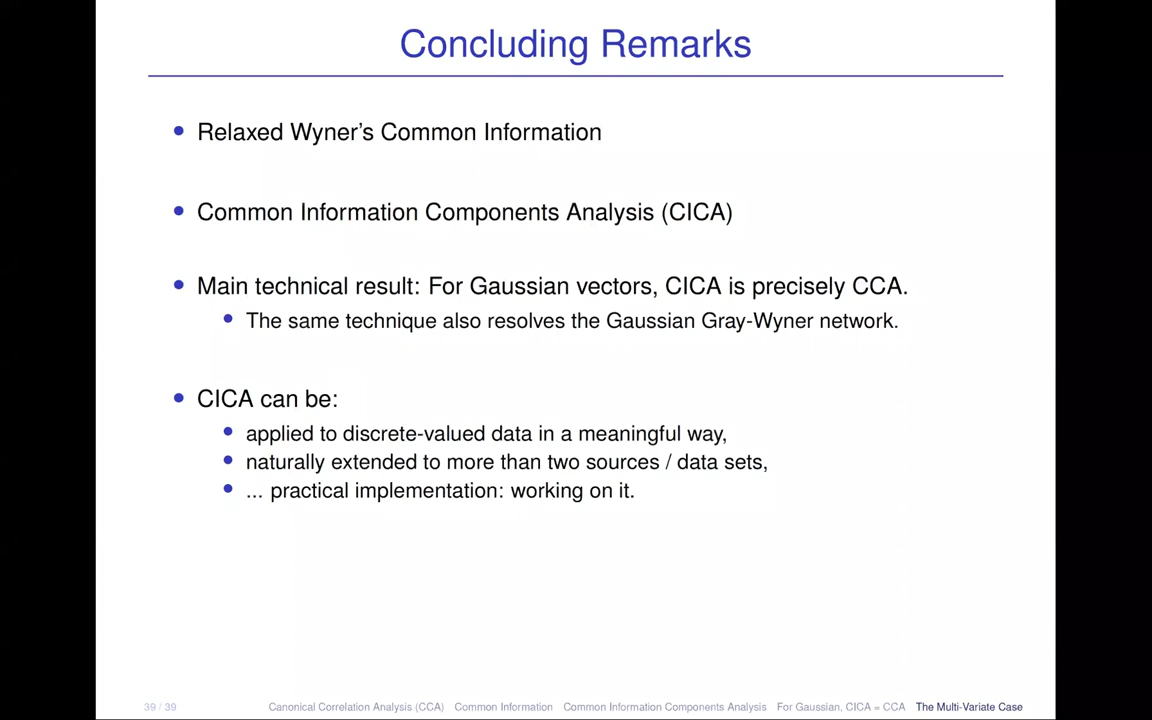 Concluding Remarks
Relaxed Wyner's Common Information
Common Information Components Analysis (CICA)
Main technical result: For Gaussian vectors, CICA is precisely CCA.
The same technique also resolves the Gaussian Gray-Wyner network.
CICA can be:
applied to discrete-valued data in a meaningful way,
naturally extended to more than two sources / data sets,
... practical implementation: working on it.
39 / 39 Canonical Correlation Analysis (CCA) Common Information Common Information Components Analysis For Gaussian, CICA = CCA The Multi-Variate Case